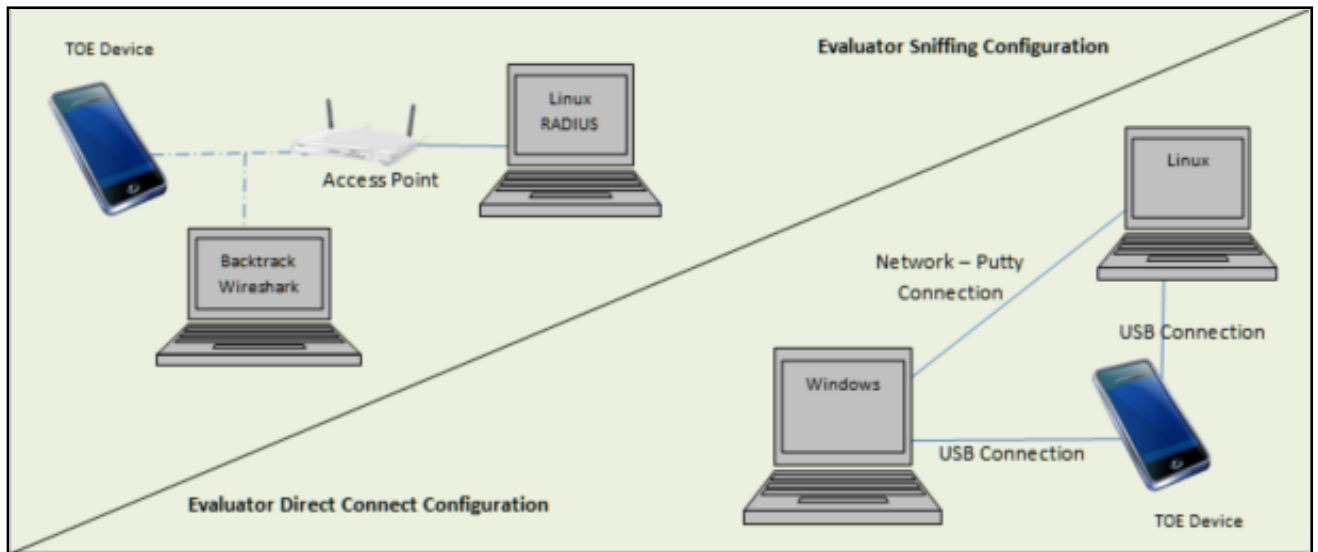 TOE Device
Evaluator Sniffing Configuration
Linux
RADIUS
Access Point
Backtrack
Wireshark
Linux
Network – Putty
Connection
USB Connection
Windows
USB Connection
Evaluator Direct Connect Configuration
TOE Device